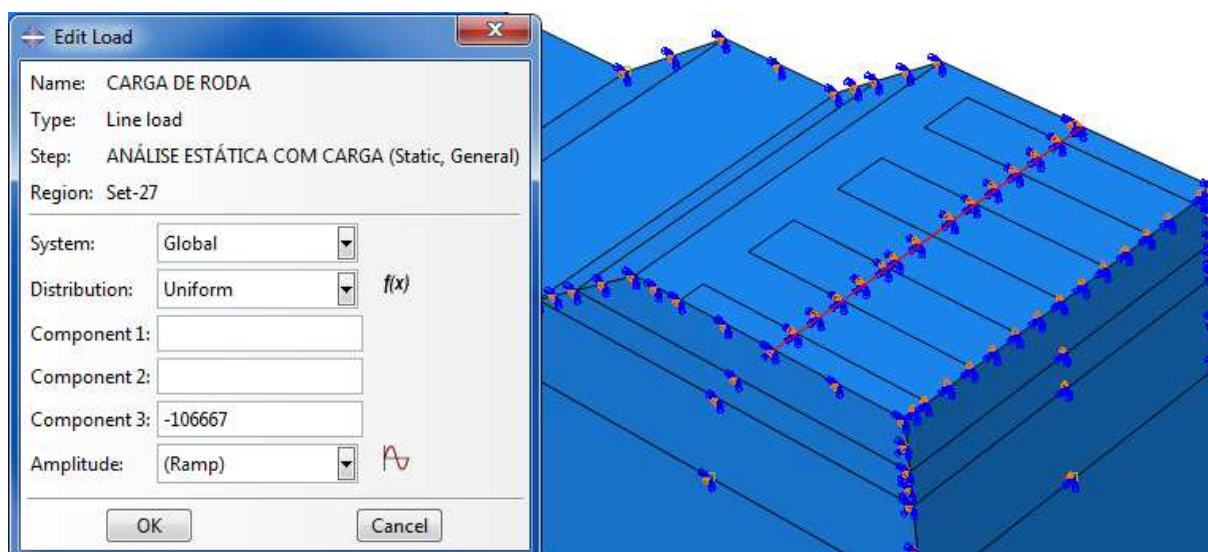 Edit Load
Name: CARGA DE RODA
Type: Line load
Step: ANÁLISE ESTÁTICA COM CARGA (Static, General)
Region: Set-27
System: Global
Distribution: Uniform f(x)
Component 1:
Component 2:
Component 3: -106667
Amplitude: (Ramp)
OK Cancel